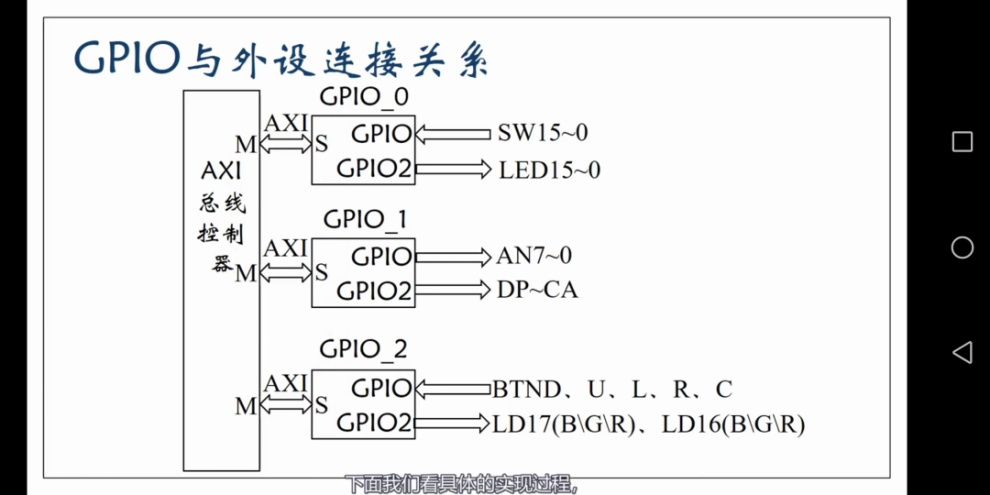 GPIO与外设连接关系
GPIO_0
AXI
M
S
GPIO
SW15~0
GPIO2
LED15~0
AXI
总线
控制
器
GPIO_1
AXI
M
S
GPIO
AN7~0
GPIO2
DP~CA
GPIO_2
AXI
M
S
GPIO
BTND、U、L、R、C
GPIO2
LD17(B\G\R)、LD16(B\G\R)
下面我们看具体的实现过程,